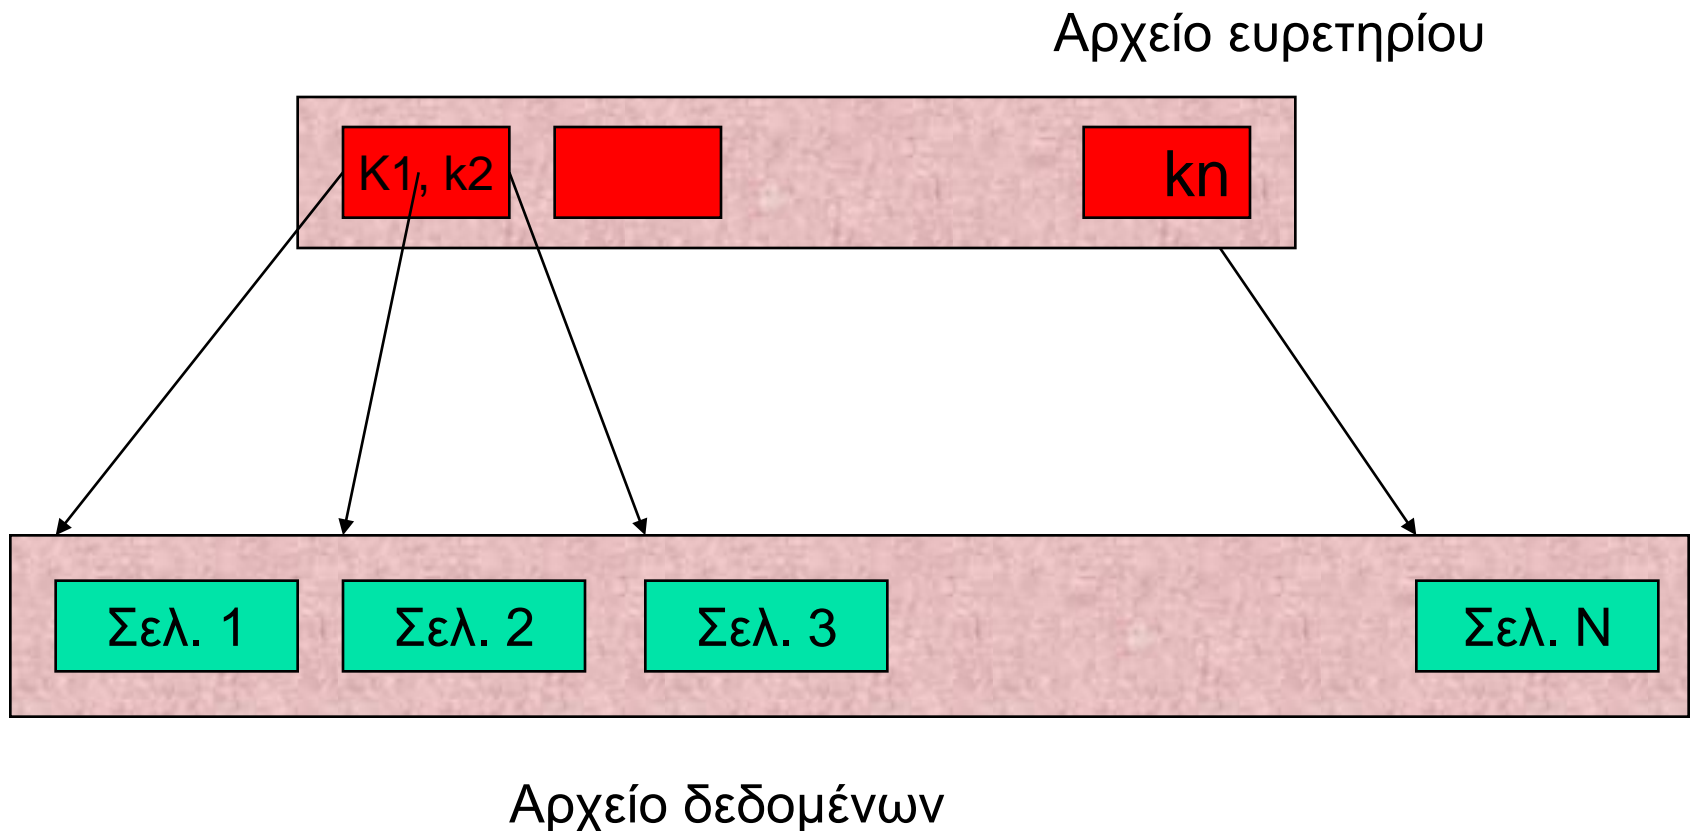 Αρχείο ευρετηρίου
K1, k2
kn
Σελ. 1
Σελ. 2
Σελ. 3
Σελ. N
Αρχείο δεδομένων